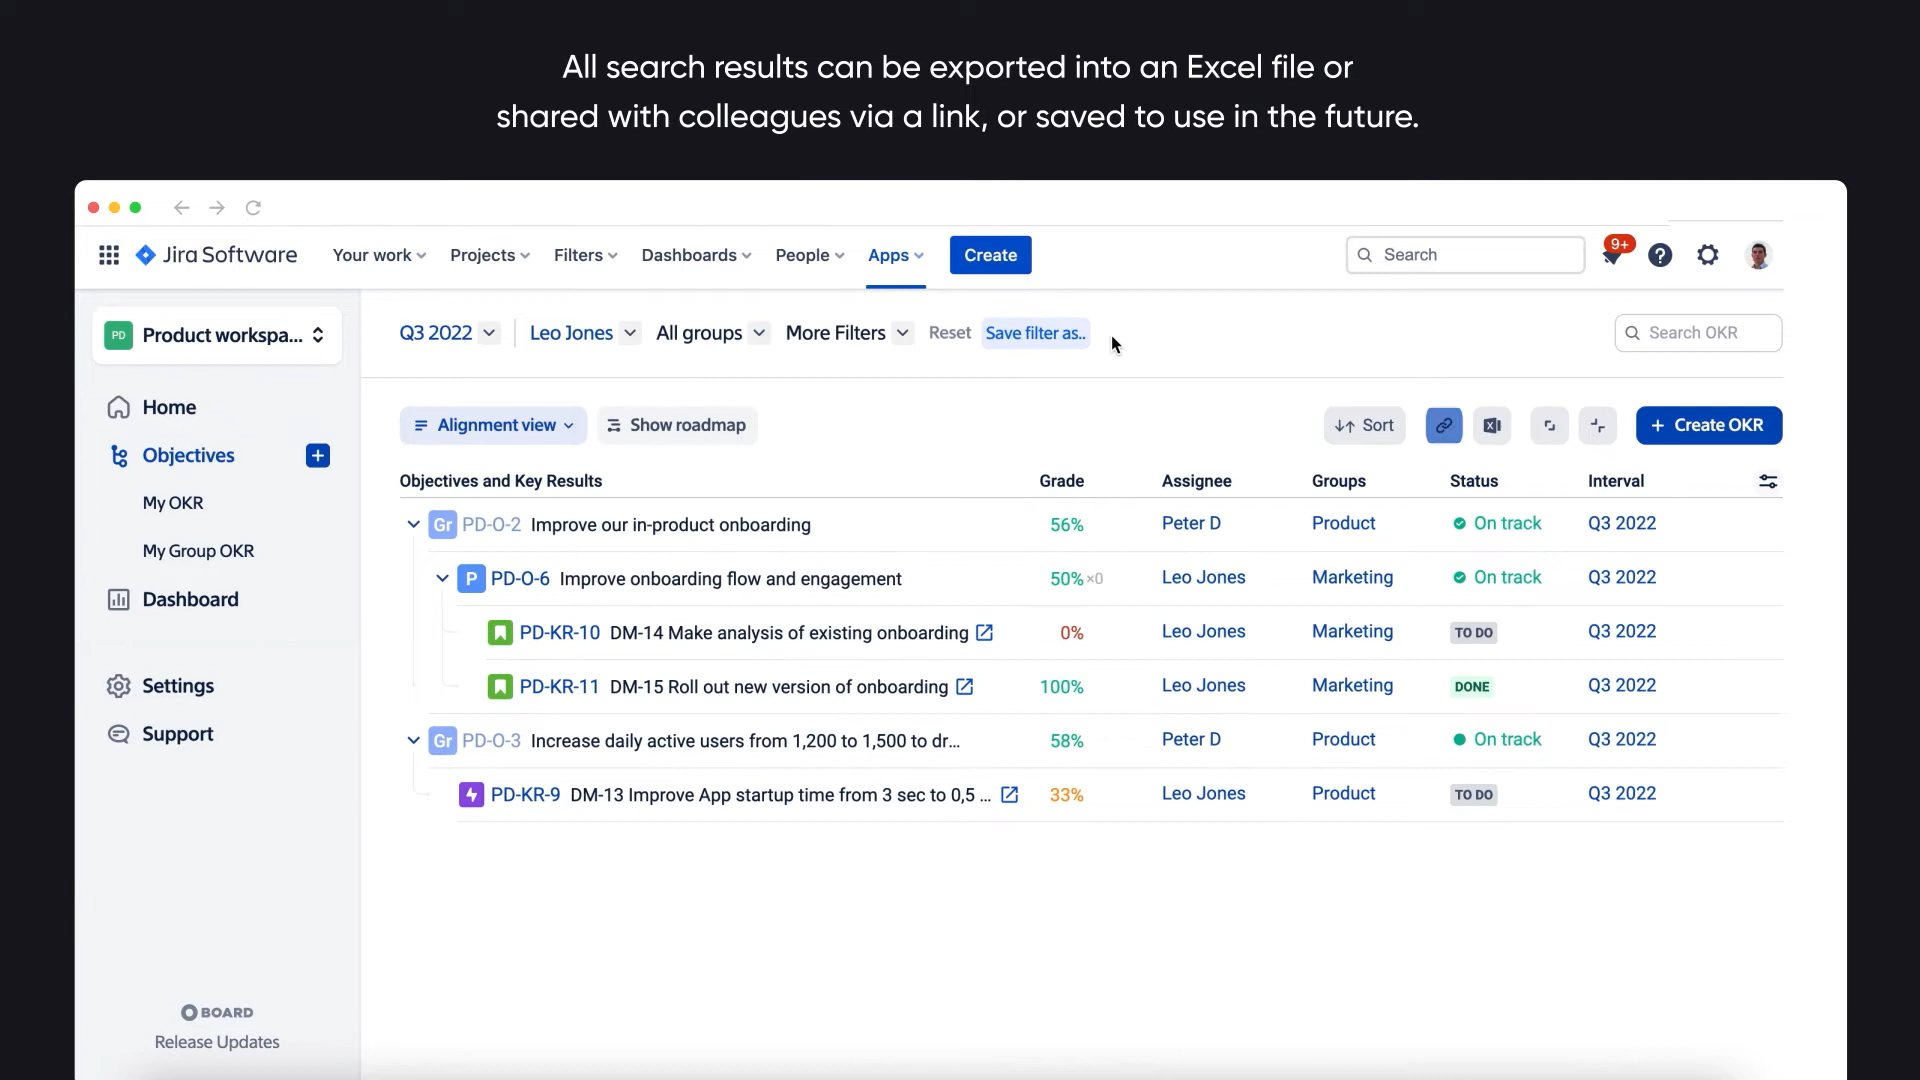 All search results can be exported into an Excel file or
shared with colleagues via a link, or saved to use in the future.
Jira Software Your work Projects Filters Dashboards People Apps Create Search 9+
PD Product workspa...
Home
Objectives
My OKR
My Group OKR
Dashboard
Settings
Support
BOARD
Release Updates
Q3 2022 Leo Jones All groups More Filters Reset Save filter as.. Search OKR
Alignment view Show roadmap Sort Create OKR
Objectives and Key Results Grade Assignee Groups Status Interval
Gr PD-O-2 Improve our in-product onboarding 56% Peter D Product On track Q3 2022
P PD-O-6 Improve onboarding flow and engagement 50% ×0 Leo Jones Marketing On track Q3 2022
PD-KR-10 DM-14 Make analysis of existing onboarding 0% Leo Jones Marketing TO DO Q3 2022
PD-KR-11 DM-15 Roll out new version of onboarding 100% Leo Jones Marketing DONE Q3 2022
Gr PD-O-3 Increase daily active users from 1,200 to 1,500 to dr... 58% Peter D Product On track Q3 2022
PD-KR-9 DM-13 Improve App startup time from 3 sec to 0,5 ... 33% Leo Jones Product TO DO Q3 2022